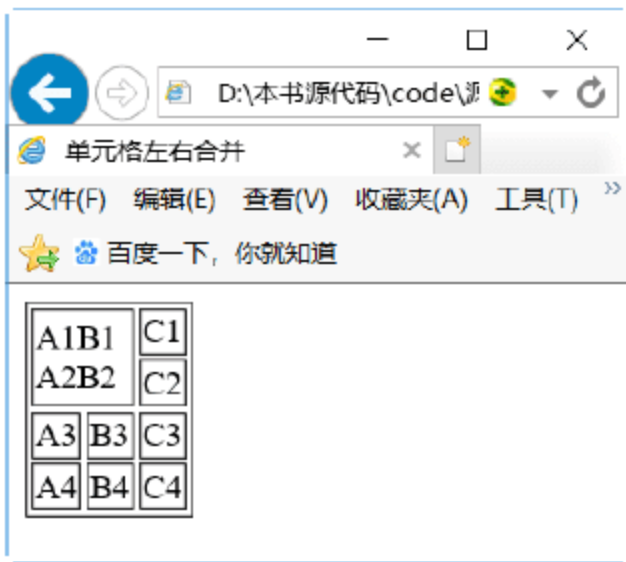 D:\本书源代码\code\源
单元格左右合并
文件(F) 编辑(E) 查看(V) 收藏夹(A) 工具(T) »
百度一下，你就知道
A1B1 C1
A2B2 C2
A3 B3 C3
A4 B4 C4